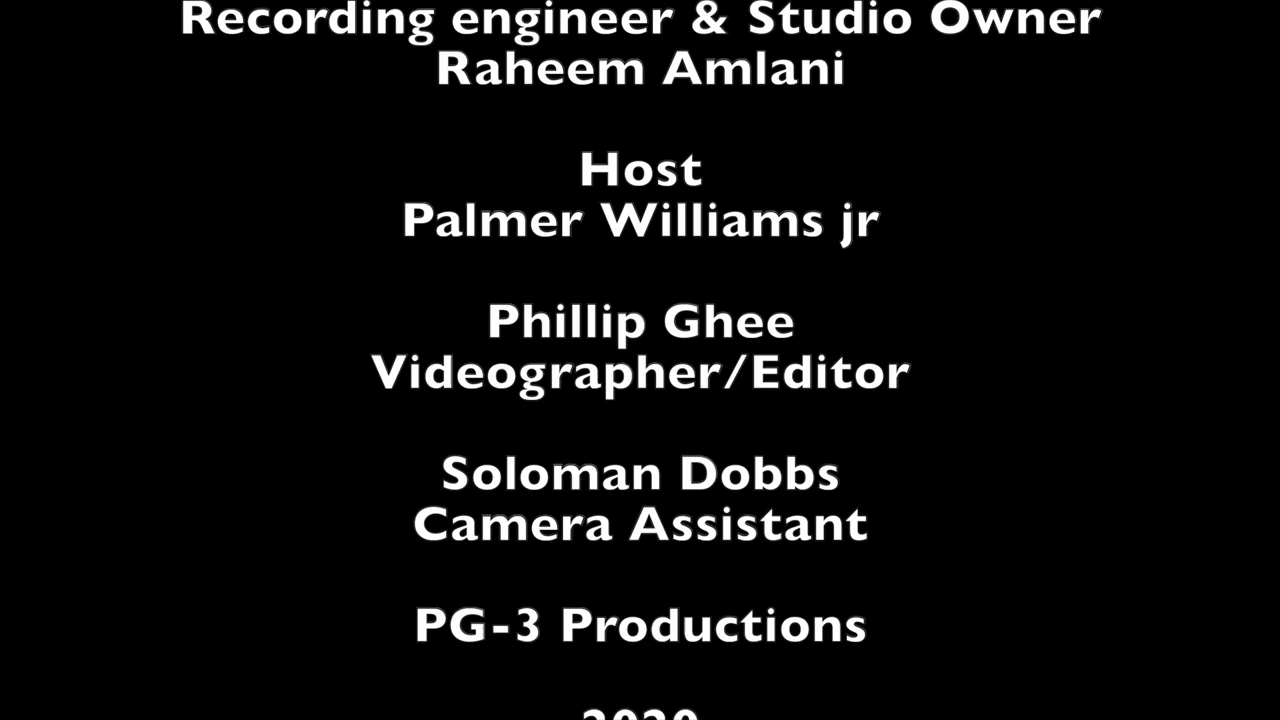 Recording engineer & Studio Owner
Raheem Amlani
Host
Palmer Williams jr
Phillip Ghee
Videographer/Editor
Soloman Dobbs
Camera Assistant
PG-3 Productions
2020